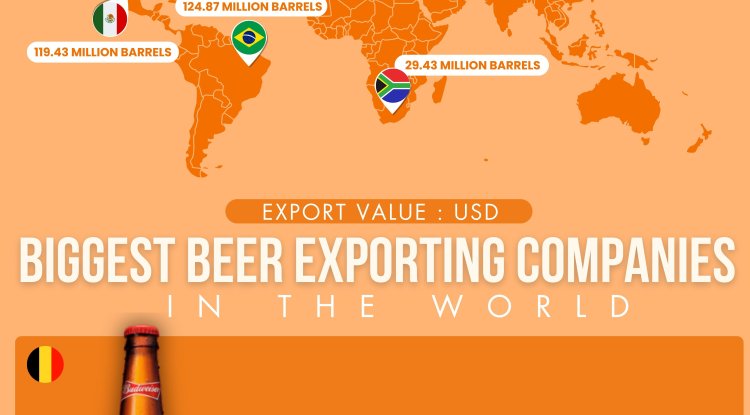 124.87 MILLION BARRELS
119.43 MILLION BARRELS
29.43 MILLION BARRELS
EXPORT VALUE : USD
BIGGEST BEER EXPORTING COMPANIES
IN THE WORLD
Budweiser